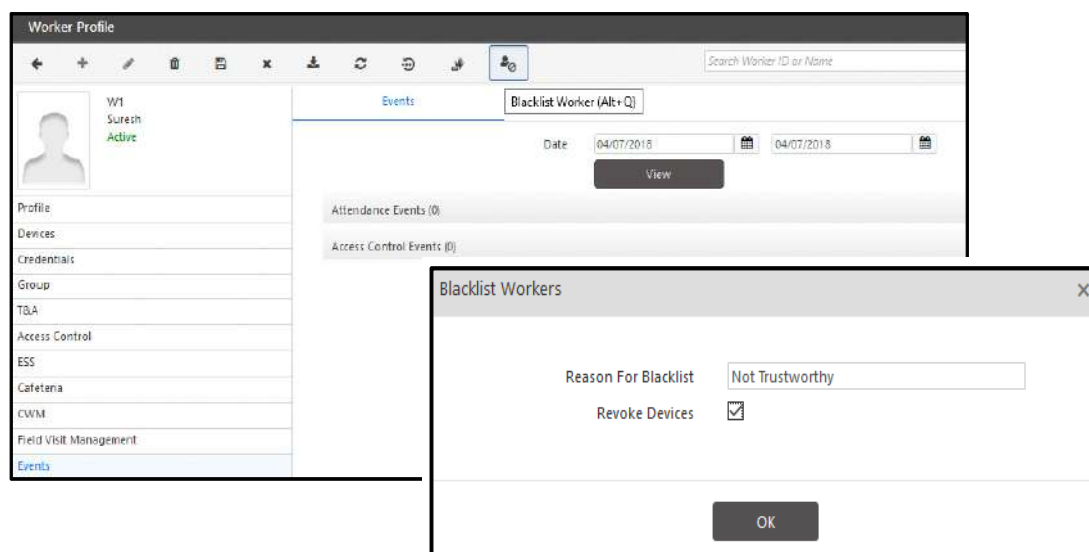 Worker Profile
Search Worker ID or Name
W1
Suresh
Active
Events
Blacklist Worker (Alt+Q)
Date 04/07/2018 04/07/2018
View
Profile
Devices
Credentials
Group
T&A
Access Control
ESS
Cafeteria
CWM
Field Visit Management
Events
Attendance Events (0)
Access Control Events (0)
Blacklist Workers
Reason For Blacklist Not Trustworthy
Revoke Devices
OK